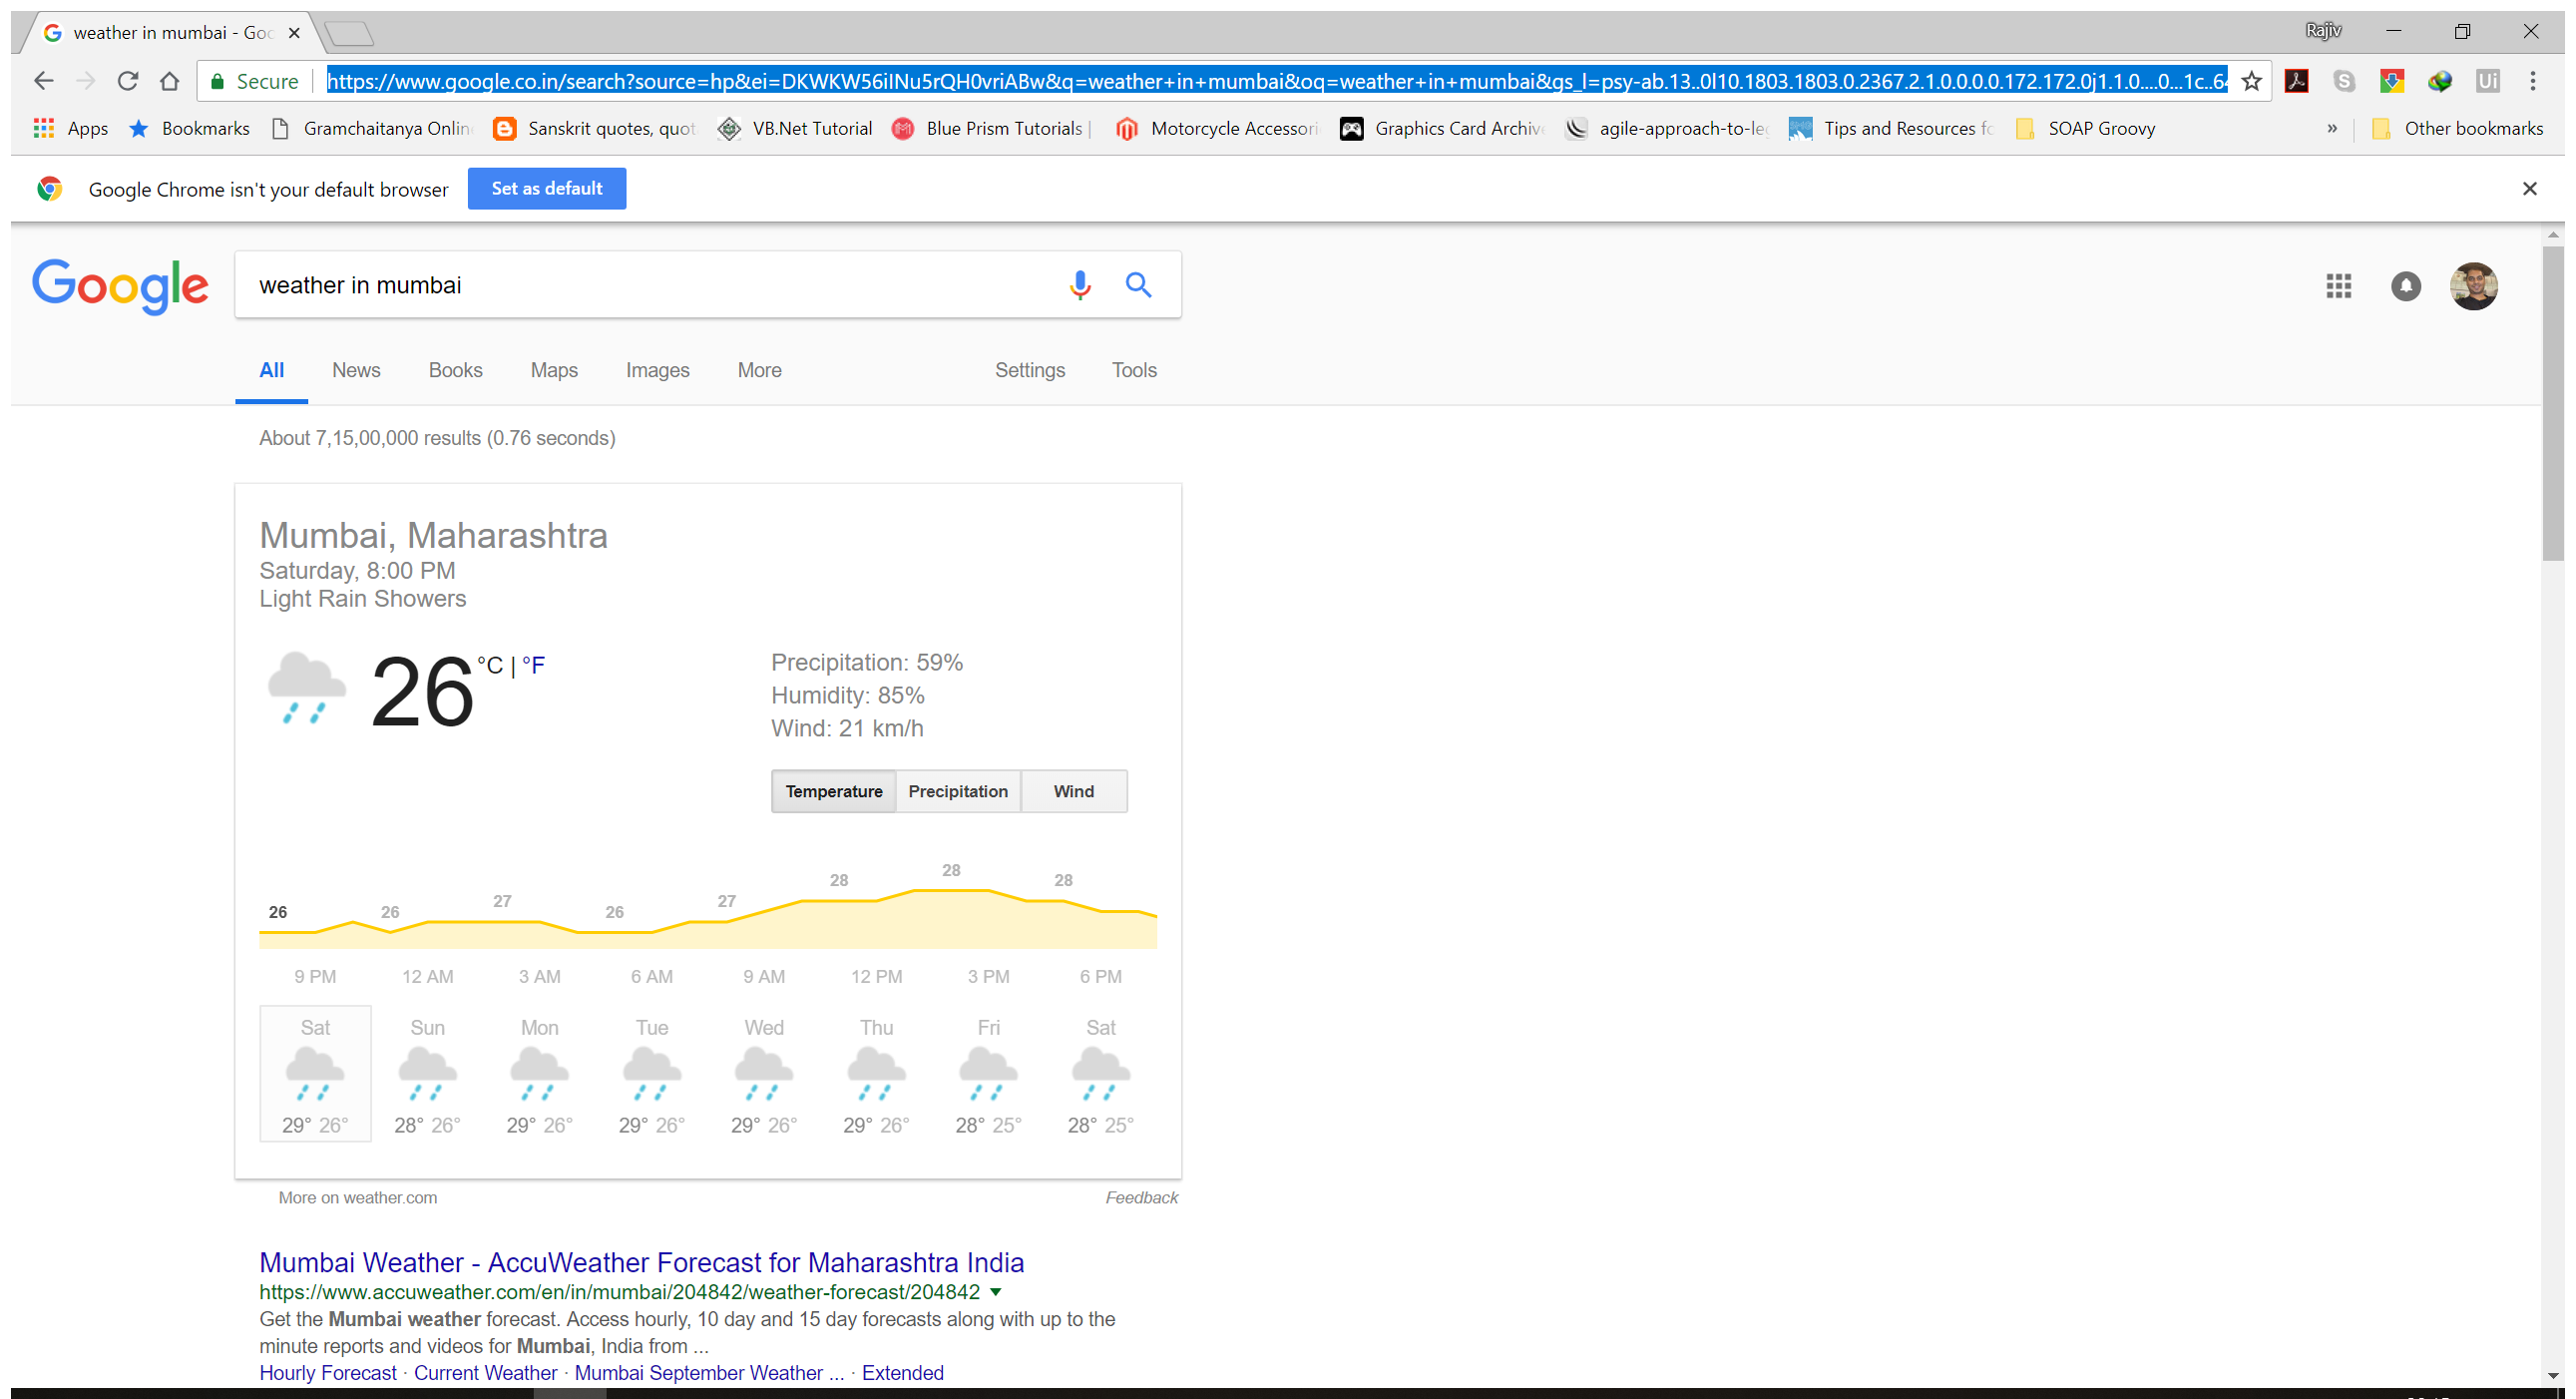 weather in mumbai - Goo
Rajiv
Secure
https://www.google.co.in/search?source=hp&ei=DKWKW56iINu5rQH0vriABw&q=weather+in+mumbai&oq=weather+in+mumbai&gs_l=psy-ab.13..0l10.1803.1803.0.2367.2.1.0.0.0.0.172.172.0j1.1.0....0...1c..64
Ui
Apps
Bookmarks
Gramchaitanya Onlin
Sanskrit quotes, quot
VB.Net Tutorial
Blue Prism Tutorials |
Motorcycle Accessori
Graphics Card Archive
agile-approach-to-leg
Tips and Resources fo
SOAP Groovy
»
Other bookmarks
Google Chrome isn't your default browser
Set as default
Google
weather in mumbai
All
News
Books
Maps
Images
More
Settings
Tools
About 7,15,00,000 results (0.76 seconds)
Mumbai, Maharashtra
Saturday, 8:00 PM
Light Rain Showers
26 °C | °F
Precipitation: 59%
Humidity: 85%
Wind: 21 km/h
Temperature
Precipitation
Wind
26 26 27 26 27 28 28 28
9 PM 12 AM 3 AM 6 AM 9 AM 12 PM 3 PM 6 PM
Sat Sun Mon Tue Wed Thu Fri Sat
29° 26° 28° 26° 29° 26° 29° 26° 29° 26° 29° 26° 28° 25° 28° 25°
More on weather.com
Feedback
Mumbai Weather - AccuWeather Forecast for Maharashtra India
https://www.accuweather.com/en/in/mumbai/204842/weather-forecast/204842
Get the Mumbai weather forecast. Access hourly, 10 day and 15 day forecasts along with up to the
minute reports and videos for Mumbai, India from ...
Hourly Forecast · Current Weather · Mumbai September Weather ... · Extended